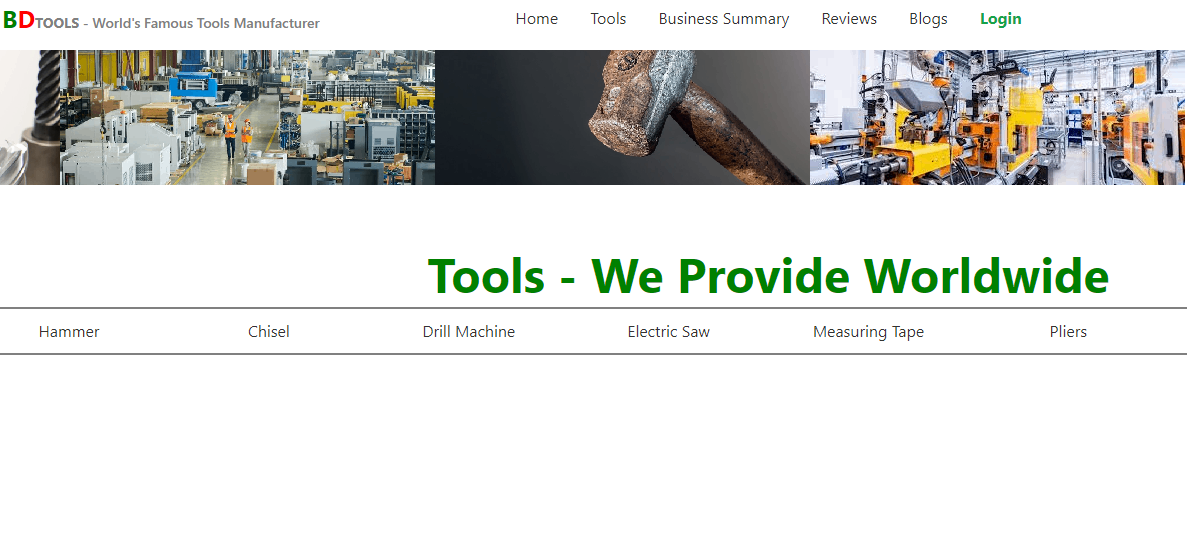 BDTOOLS - World's Famous Tools Manufacturer
Home Tools Business Summary Reviews Blogs Login
Tools - We Provide Worldwide
Hammer Chisel Drill Machine Electric Saw Measuring Tape Pliers